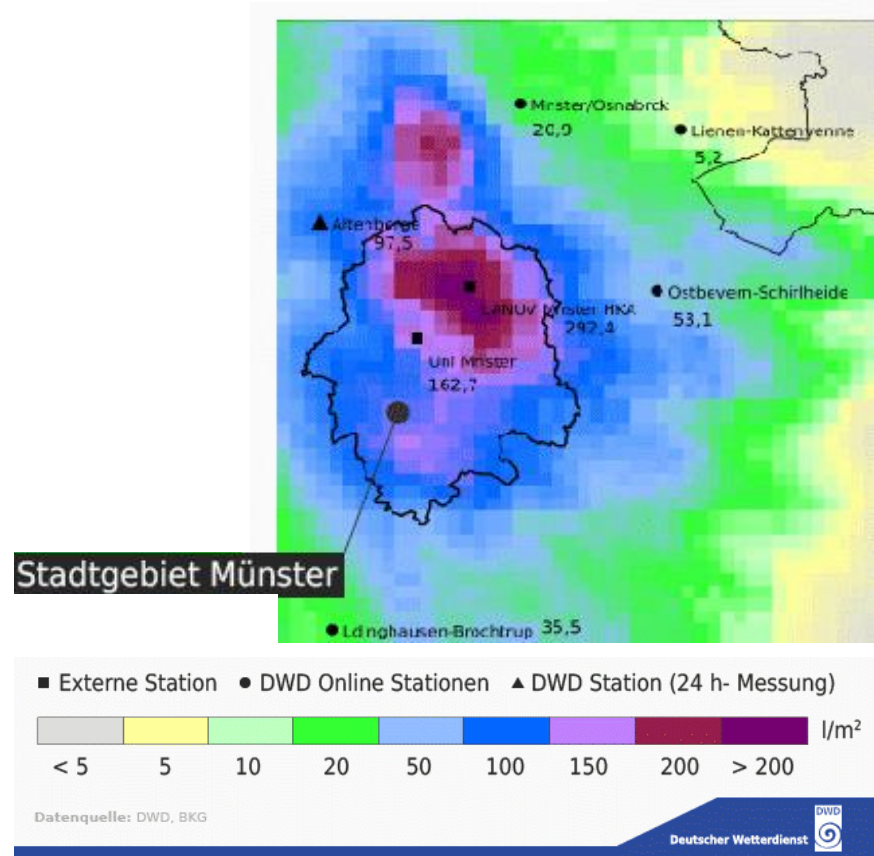 Mnster/Osnabrck
20,9
Lienen-Kattenvenne
5,2
Altenberge
97,5
Ostbevern-Schirlheide
53,1
LANUV Mnster HKA
292,4
Uni Mnster
162,7
Stadtgebiet Münster
Ldinghausen-Brochtrup 35,5
■ Externe Station ● DWD Online Stationen ▲ DWD Station (24 h- Messung)
l/m²
< 5 5 10 20 50 100 150 200 > 200
Datenquelle: DWD, BKG
DWD
Deutscher Wetterdienst